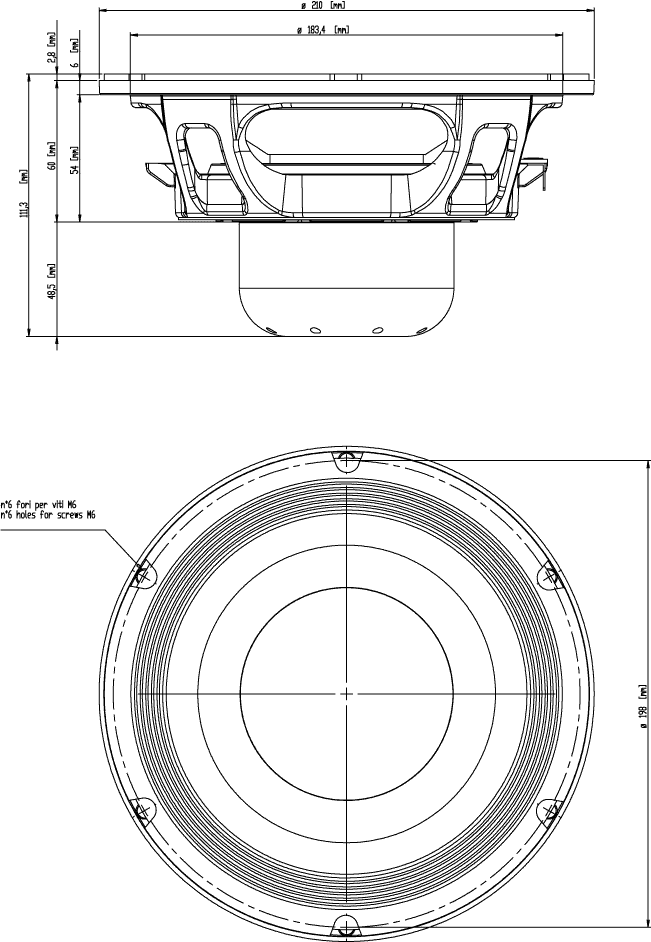 ø 210 [mm]
ø 183,4 [mm]
2,8 [mm]
6 [mm]
60 [mm]
54 [mm]
111,3 [mm]
48,5 [mm]
n°6 fori per viti M6
n°6 holes for screws M6
ø 198 [mm]